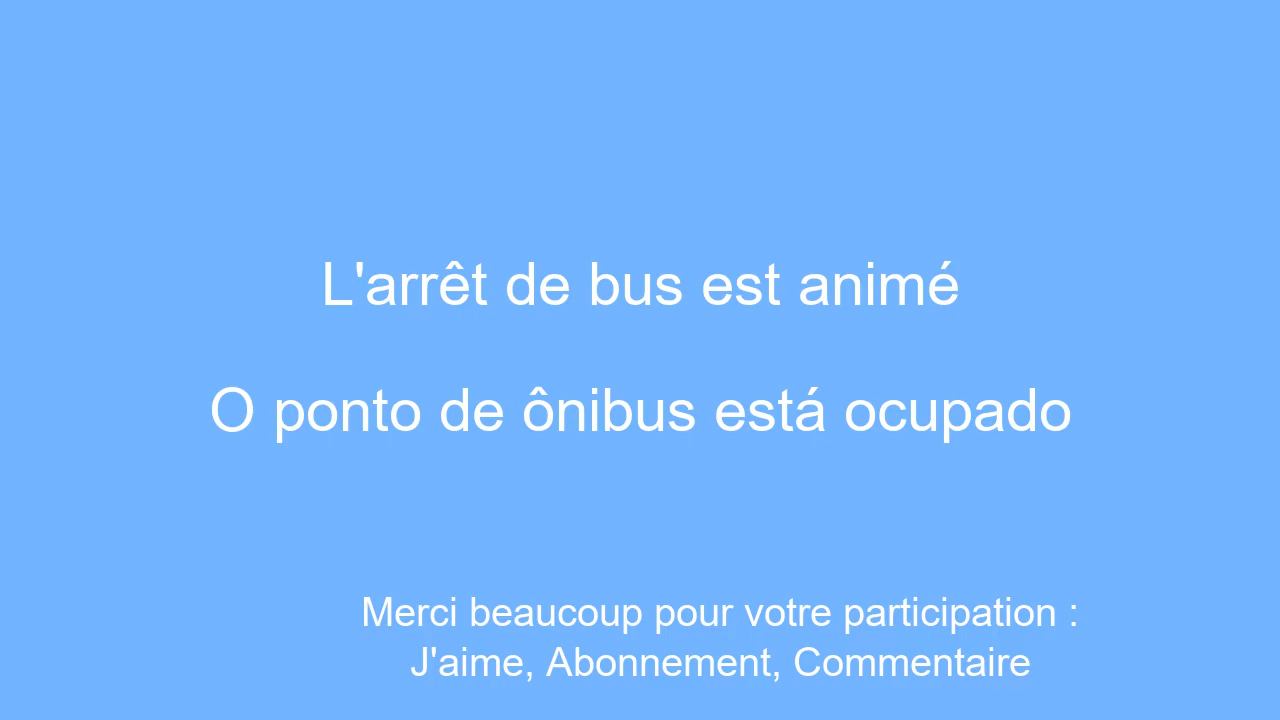 L'arrêt de bus est animé
O ponto de ônibus está ocupado
Merci beaucoup pour votre participation :
J'aime, Abonnement, Commentaire